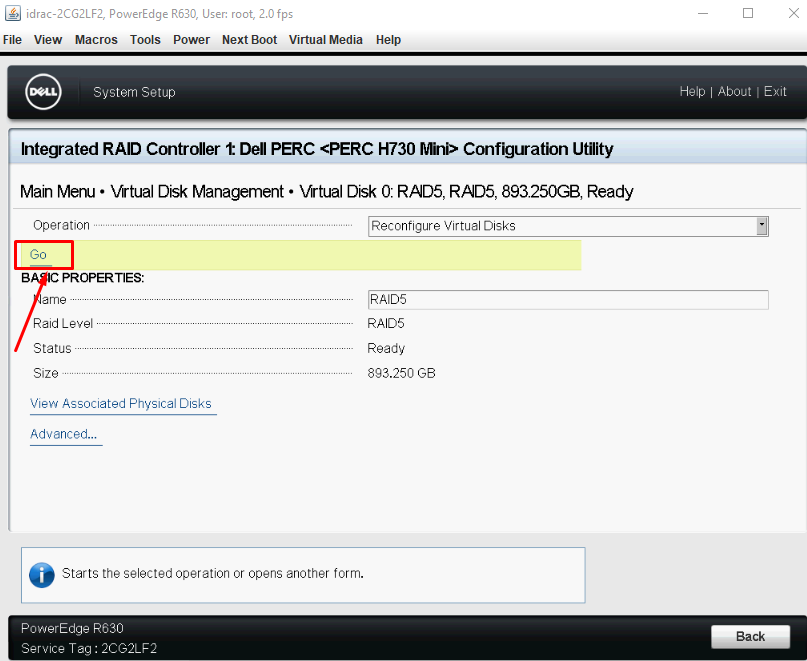 idrac-2CG2LF2, PowerEdge R630, User: root, 2.0 fps
File View Macros Tools Power Next Boot Virtual Media Help
DELL System Setup Help | About | Exit
Integrated RAID Controller 1: Dell PERC <PERC H730 Mini> Configuration Utility
Main Menu • Virtual Disk Management • Virtual Disk 0: RAID5, RAID5, 893.250GB, Ready
Operation Reconfigure Virtual Disks
Go
BASIC PROPERTIES:
Name RAID5
Raid Level RAID5
Status Ready
Size 893.250 GB
View Associated Physical Disks
Advanced...
Starts the selected operation or opens another form.
PowerEdge R630
Service Tag : 2CG2LF2
Back